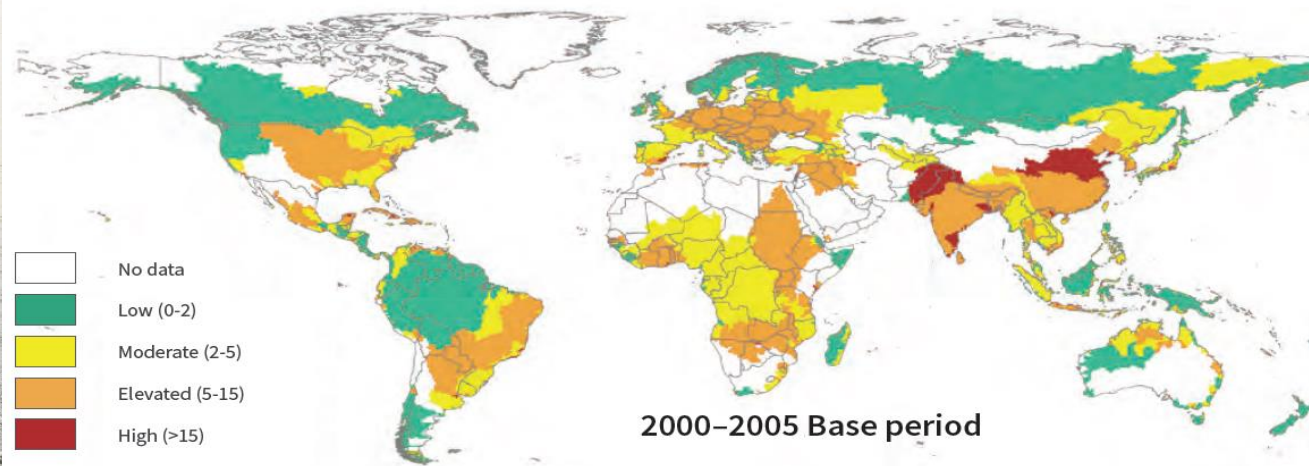 No data
Low (0-2)
Moderate (2-5)
Elevated (5-15)
High (>15)
2000–2005 Base period